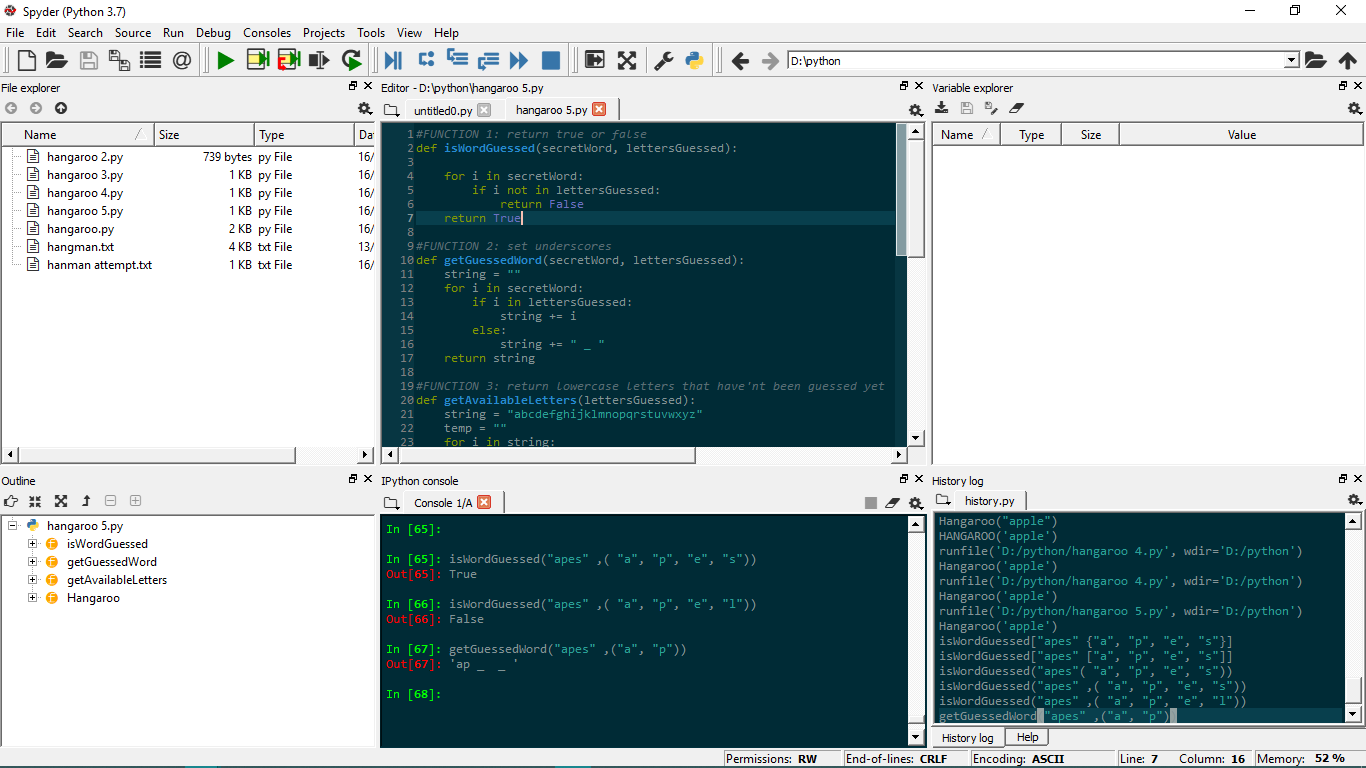 Spyder (Python 3.7)
File Edit Search Source Run Debug Consoles Projects Tools View Help
D:\python
File explorer
Name Size Type Da
hangaroo 2.py 739 bytes py File 16/
hangaroo 3.py 1 KB py File 16/
hangaroo 4.py 1 KB py File 16/
hangaroo 5.py 1 KB py File 16/
hangaroo.py 2 KB py File 16/
hangman.txt 4 KB txt File 13/
hanman attempt.txt 1 KB txt File 16/
Editor - D:\python\hangaroo 5.py
untitled0.py hangaroo 5.py
1 #FUNCTION 1: return true or false
2 def isWordGuessed(secretWord, lettersGuessed):
3
4 for i in secretWord:
5 if i not in lettersGuessed:
6 return False
7 return True
8
9 #FUNCTION 2: set underscores
10 def getGuessedWord(secretWord, lettersGuessed):
11 string = ""
12 for i in secretWord:
13 if i in lettersGuessed:
14 string += i
15 else:
16 string += " _ "
17 return string
18
19 #FUNCTION 3: return lowercase letters that have'nt been guessed yet
20 def getAvailableLetters(lettersGuessed):
21 string = "abcdefghijklmnopqrstuvwxyz"
22 temp = ""
23 for i in string:
Variable explorer
Name Type Size Value
Outline
hangaroo 5.py
isWordGuessed
getGuessedWord
getAvailableLetters
Hangaroo
IPython console
Console 1/A
In [65]:
In [65]: isWordGuessed("apes" ,( "a", "p", "e", "s"))
Out[65]: True
In [66]: isWordGuessed("apes" ,( "a", "p", "e", "l"))
Out[66]: False
In [67]: getGuessedWord("apes" ,("a", "p"))
Out[67]: 'ap _  _ '
In [68]:
History log
history.py
Hangaroo("apple")
HANGAROO('apple')
runfile('D:/python/hangaroo 4.py', wdir='D:/python')
Hangaroo('apple')
runfile('D:/python/hangaroo 4.py', wdir='D:/python')
Hangaroo('apple')
runfile('D:/python/hangaroo 5.py', wdir='D:/python')
Hangaroo('apple')
isWordGuessed["apes" {"a", "p", "e", "s"}]
isWordGuessed["apes" ["a", "p", "e", "s"]]
isWordGuessed("apes"( "a", "p", "e", "s"))
isWordGuessed("apes" ,( "a", "p", "e", "s"))
isWordGuessed("apes" ,( "a", "p", "e", "l"))
getGuessedWord("apes" ,("a", "p"))
History log Help
Permissions: RW End-of-lines: CRLF Encoding: ASCII Line: 7 Column: 16 Memory: 52 %